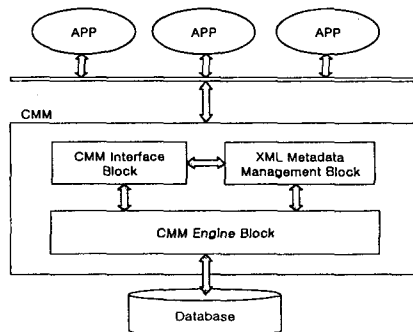 APP APP APP
CMM
CMM Interface
Block
XML Metadata
Management Block
CMM Engine Block
Database